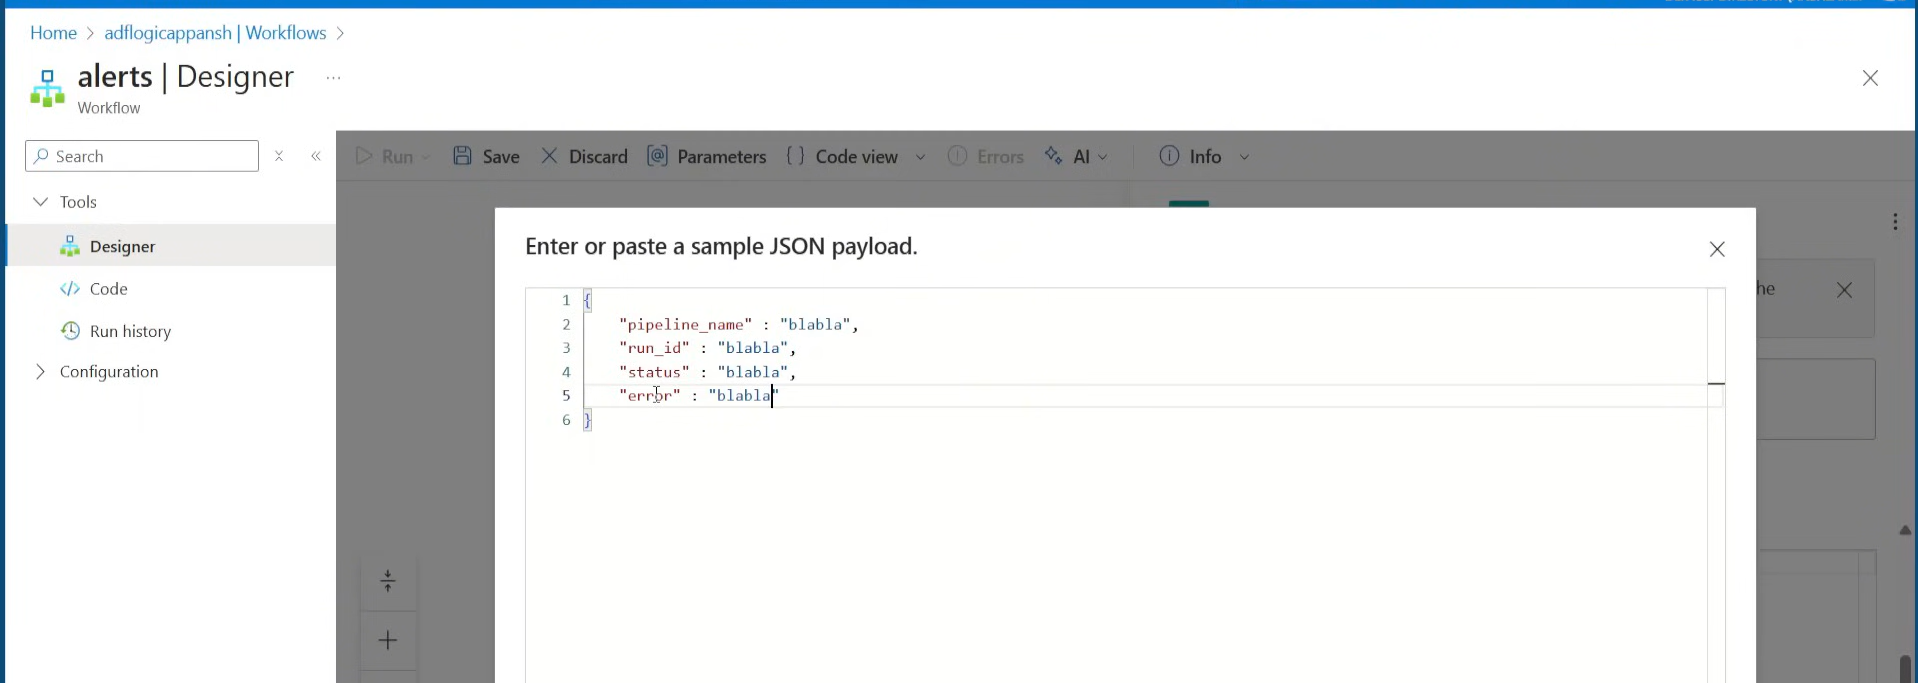 Home > adflogicappansh | Workflows >
alerts | Designer ...
Workflow
Search
Run
Save
Discard
Parameters
Code view
Errors
AI
Info
Tools
Designer
Code
Run history
Configuration
Enter or paste a sample JSON payload.
he
1 {
2 "pipeline_name" : "blabla",
3 "run_id" : "blabla",
4 "status" : "blabla",
5 "error" : "blabla"
6 }